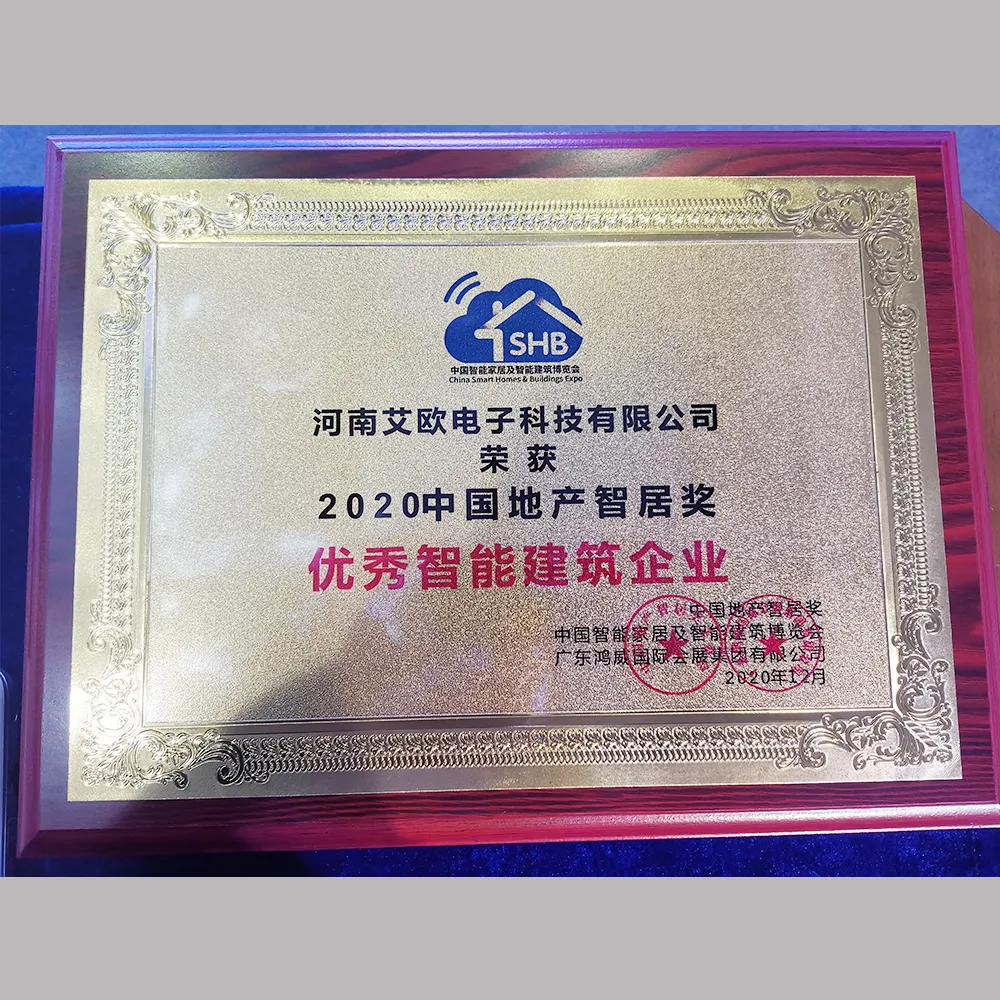 SHB
中国智能家居及智能建筑博览会
China Smart Homes & Buildings Expo
河南艾欧电子科技有限公司
荣获
2020中国地产智居奖
优秀智能建筑企业
中国地产智居奖
中国智能家居及智能建筑博览会
广东鸿威国际会展集团有限公司
2020年12月